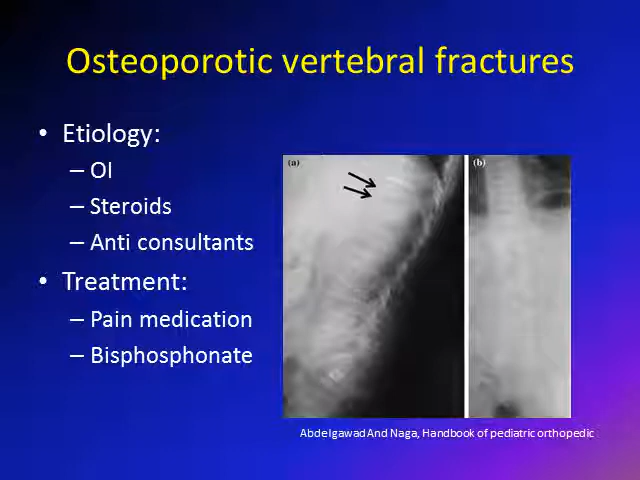 Osteoporotic vertebral fractures
• Etiology:
– OI
– Steroids
– Anti consultants
• Treatment:
– Pain medication
– Bisphosphonate
(a)
(b)
Abdelgawad And Naga, Handbook of pediatric orthopedic